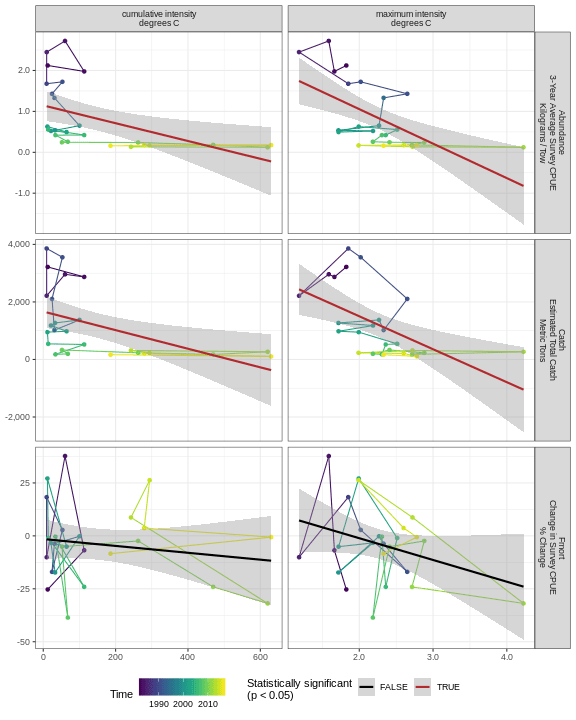 cumulative intensity
degrees C
maximum intensity
degrees C
2.0
1.0
0.0
-1.0
Abundance
3-Year Average Survey CPUE
Kilograms / Tow
4,000
2,000
0
-2,000
Catch
Estimated Total Catch
Metric Tons
25
0
-25
-50
Fmort
Change in Survey CPUE
% Change
0
200
400
600
2.0
3.0
4.0
Time
1990 2000 2010
Statistically significant
(p < 0.05)
FALSE
TRUE